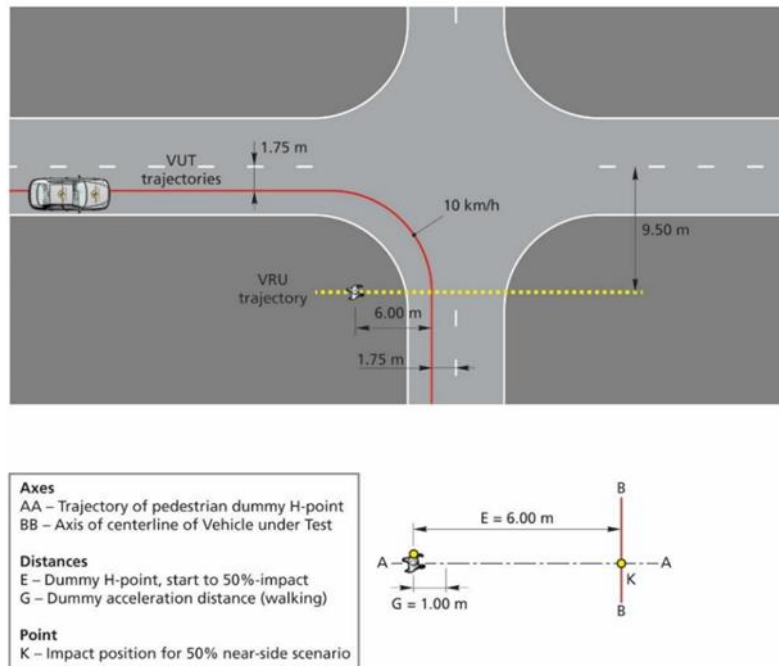 1.75 m
VUT
trajectories
10 km/h
9.50 m
VRU
trajectory
6.00 m
1.75 m
Axes
AA – Trajectory of pedestrian dummy H-point
BB – Axis of centerline of Vehicle under Test
Distances
E – Dummy H-point, start to 50%-impact
G – Dummy acceleration distance (walking)
Point
K – Impact position for 50% near-side scenario
B
E = 6.00 m
A
A
K
G = 1.00 m
B